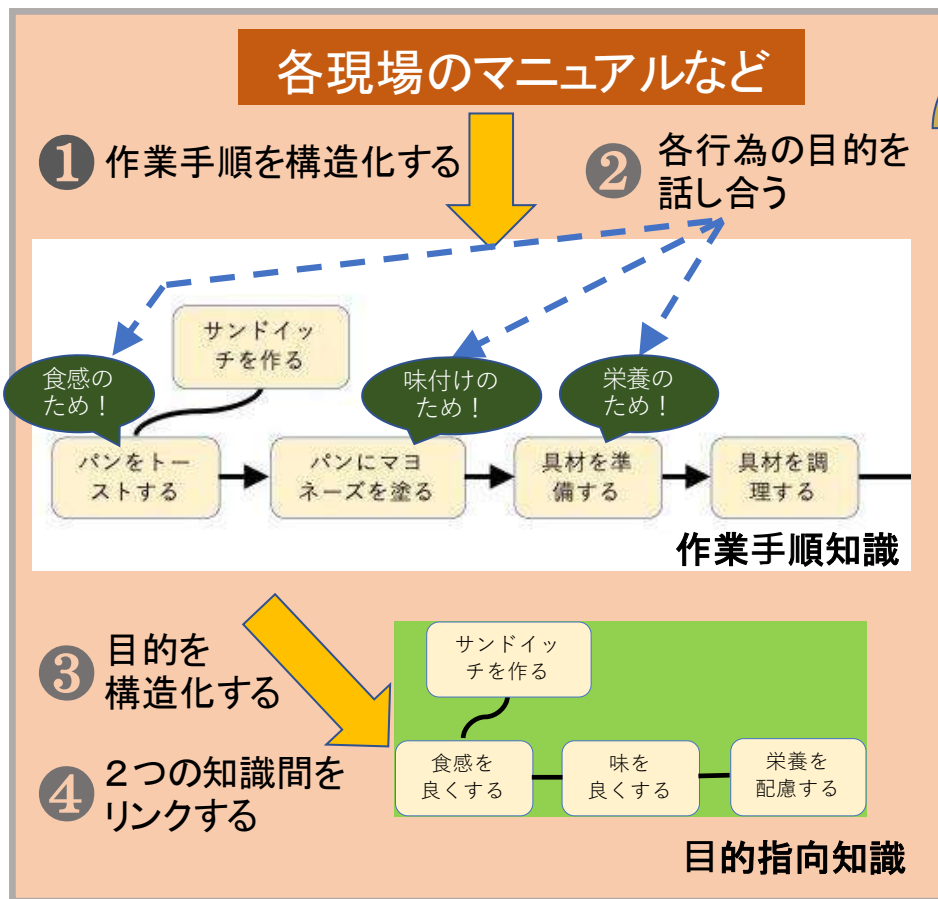 各現場のマニュアルなど
❶ 作業手順を構造化する
❷ 各行為の目的を
話し合う
サンドイッ
チを作る
食感の
ため！
味付けの
ため！
栄養の
ため！
パンをトー
ストする
パンにマヨ
ネーズを塗る
具材を準
備する
具材を調
理する
作業手順知識
❸ 目的を
構造化する
❹ ２つの知識間を
リンクする
サンドイッ
チを作る
食感を
良くする
味を
良くする
栄養を
配慮する
目的指向知識